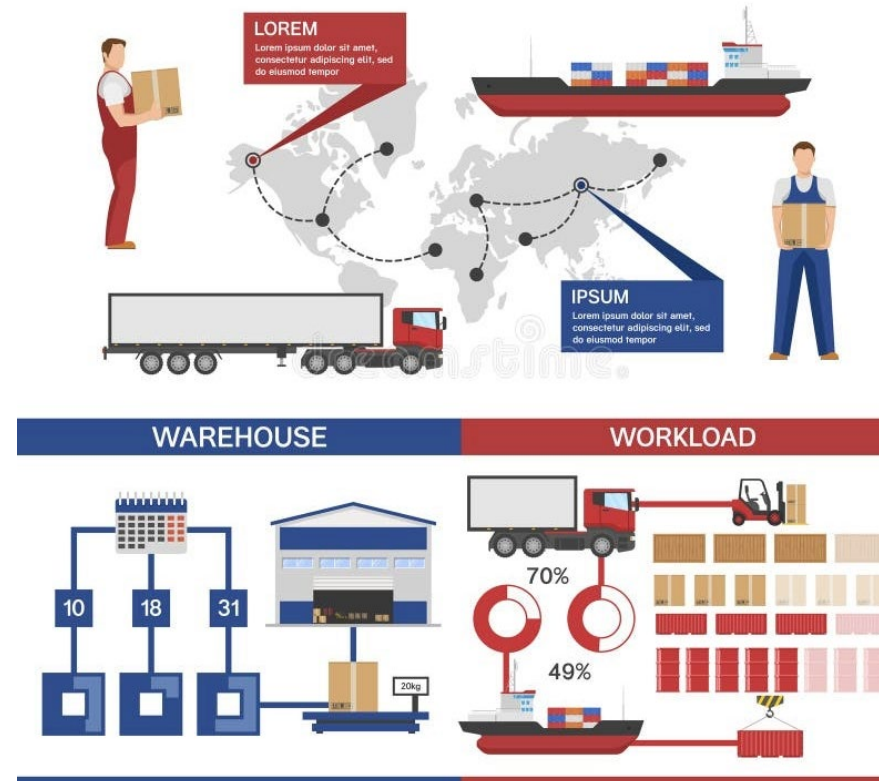 LOREM
Lorem ipsum dolor sit amet,
consectetur adipiscing elit, sed
do eiusmod tempor
IPSUM
Lorem ipsum dolor sit amet,
consectetur adipiscing elit, sed
do eiusmod tempor
dreamstime.
WAREHOUSE
WORKLOAD
10
18
31
20kg
70%
49%